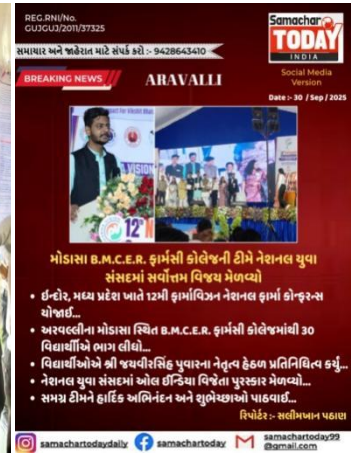 REG.RNI/No.
GUJGUJ/2011/37325
Samachar
TODAY
INDIA
સમાચાર અને જાહેરાત માટે સંપર્ક કરો :- 9428643410
Social Media
Version
BREAKING NEWS
ARAVALLI
Date :- 30 / Sep / 2025
VISION
12
મોડાસા B.M.C.E.R. ફાર્મસી કોલેજની ટીમે નેશનલ યુવા
સંસદમાં સર્વોત્તમ વિજય મેળવ્યો
• ઇન્દોર, મધ્ય પ્રદેશ ખાતે 12મી ફાર્માવિઝન નેશનલ ફાર્મા કોન્ફરન્સ
યોજાઈ...
• અરવલ્લીના મોડાસા સ્થિત B.M.C.E.R. ફાર્મસી કોલેજમાંથી 30
વિદ્યાર્થીએ ભાગ લીધો...
• વિદ્યાર્થીઓએ શ્રી જયવીરસિંહ પુવારના નેતૃત્વ હેઠળ પ્રતિનિધિત્વ કર્યુ...
• નેશનલ યુવા સંસદમાં ઓલ ઈન્ડિયા વિજેતા પુરસ્કાર મેળવ્યો...
• સમગ્ર ટીમને હાર્દિક અભિનંદન અને શુભેચ્છાઓ પાઠવાઈ...
રિપોર્ટર :- સલીમખાન પઠાણ
samachartodaydaily
samachartoday
samachartoday99
@gmail.com